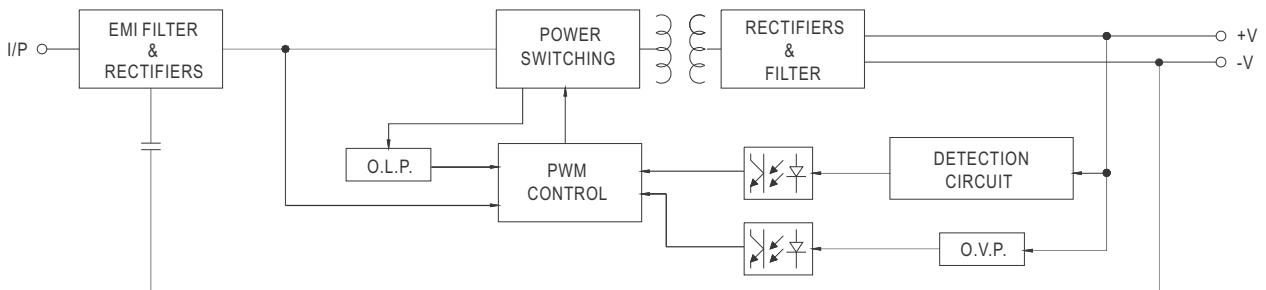 I/P
EMI FILTER
&
RECTIFIERS
POWER
SWITCHING
RECTIFIERS
&
FILTER
+V
-V
O.L.P.
PWM
CONTROL
DETECTION
CIRCUIT
O.V.P.